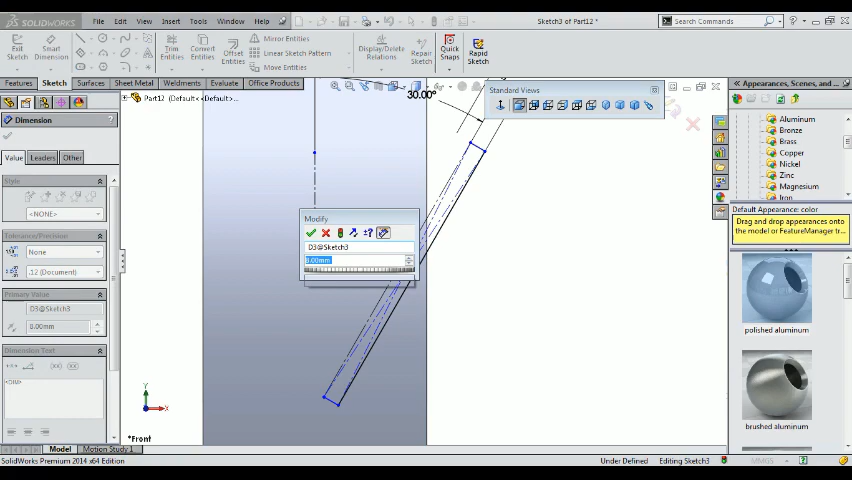 SOLIDWORKS
File Edit View Insert Tools Window Help
Sketch3 of Part12 *
Search Commands
Exit Sketch
Smart Dimension
Trim Entities
Convert Entities
Offset Entities
Mirror Entities
Linear Sketch Pattern
Move Entities
Display/Delete Relations
Repair Sketch
Quick Snaps
Rapid Sketch
Features Sketch Surfaces Sheet Metal Weldments Evaluate Office Products
Part12 (Default<<Default>...
30.00°
Standard Views
Appearances, Scenes, and ...
Dimension
?
Value Leaders Other
Style
<NONE>
Tolerance/Precision
None
.12 (Document)
Primary Value
D3@Sketch3
8.00mm
Dimension Text
<DIM>
Modify
D3@Sketch3
8.00mm
Aluminum
Bronze
Brass
Copper
Nickel
Zinc
Magnesium
Iron
Default Appearance: color
Drag and drop appearances onto
the model or FeatureManager tr...
polished aluminum
brushed aluminum
Y
X
*Front
Model Motion Study 1
SolidWorks Premium 2014 x64 Edition
Under Defined Editing Sketch3 MMGS